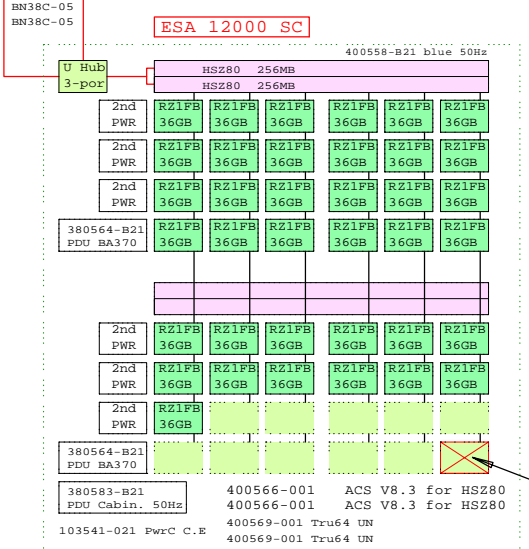 BN38C-05
BN38C-05
ESA 12000 SC
400558-B21 blue 50Hz
U Hub
3-por
HSZ80 256MB
HSZ80 256MB
2nd RZ1FB RZ1FB RZ1FB RZ1FB RZ1FB RZ1FB
PWR 36GB 36GB 36GB 36GB 36GB 36GB
2nd RZ1FB RZ1FB RZ1FB RZ1FB RZ1FB RZ1FB
PWR 36GB 36GB 36GB 36GB 36GB 36GB
2nd RZ1FB RZ1FB RZ1FB RZ1FB RZ1FB RZ1FB
PWR 36GB 36GB 36GB 36GB 36GB 36GB
380564-B21 RZ1FB RZ1FB RZ1FB RZ1FB RZ1FB RZ1FB
PDU BA370 36GB 36GB 36GB 36GB 36GB 36GB
2nd RZ1FB RZ1FB RZ1FB RZ1FB RZ1FB RZ1FB
PWR 36GB 36GB 36GB 36GB 36GB 36GB
2nd RZ1FB RZ1FB RZ1FB RZ1FB RZ1FB RZ1FB
PWR 36GB 36GB 36GB 36GB 36GB 36GB
2nd RZ1FB
PWR 36GB
380564-B21
PDU BA370
380583-B21
PDU Cabin. 50Hz
400566-001 ACS V8.3 for HSZ80
400566-001 ACS V8.3 for HSZ80
103541-021 PwrC C.E
400569-001 Tru64 UN
400569-001 Tru64 UN